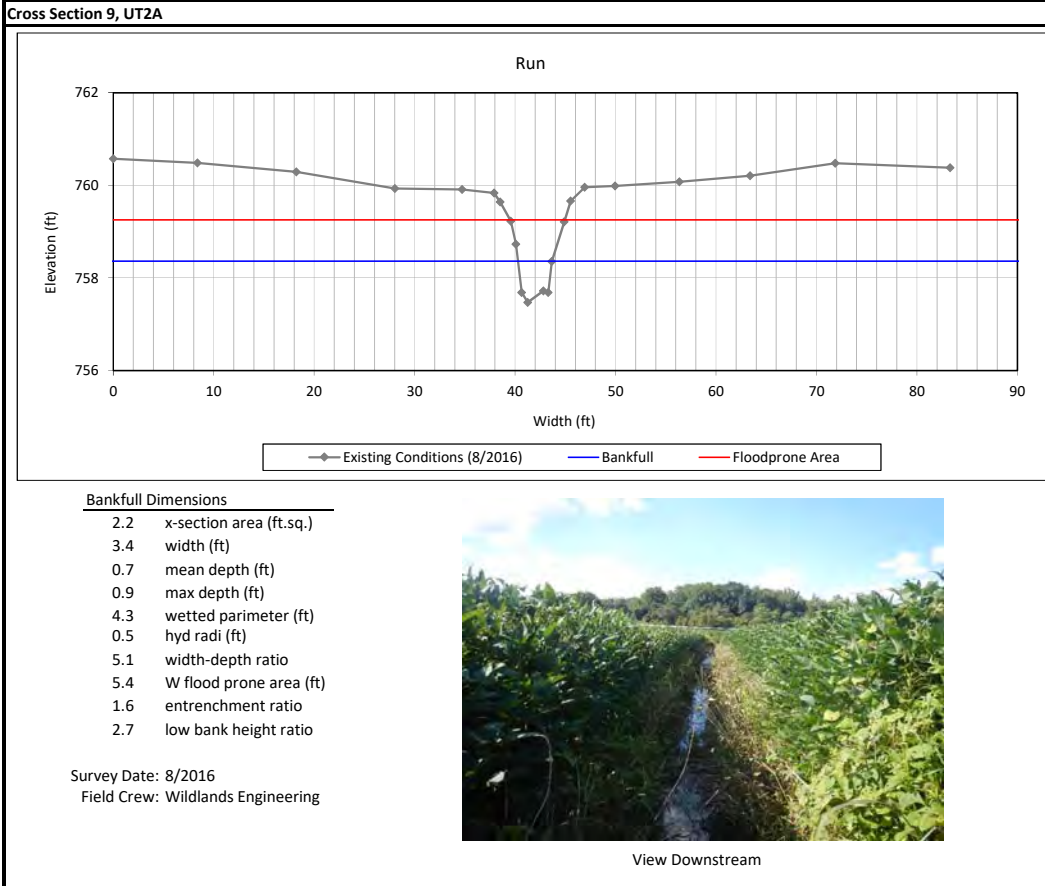 Cross Section 9, UT2A
Run
762
760
758
756
Elevation (ft)
0 10 20 30 40 50 60 70 80 90
Width (ft)
Existing Conditions (8/2016) Bankfull Floodprone Area
Bankfull Dimensions
2.2 x-section area (ft.sq.)
3.4 width (ft)
0.7 mean depth (ft)
0.9 max depth (ft)
4.3 wetted parimeter (ft)
0.5 hyd radi (ft)
5.1 width-depth ratio
5.4 W flood prone area (ft)
1.6 entrenchment ratio
2.7 low bank height ratio
Survey Date: 8/2016
Field Crew: Wildlands Engineering
View Downstream